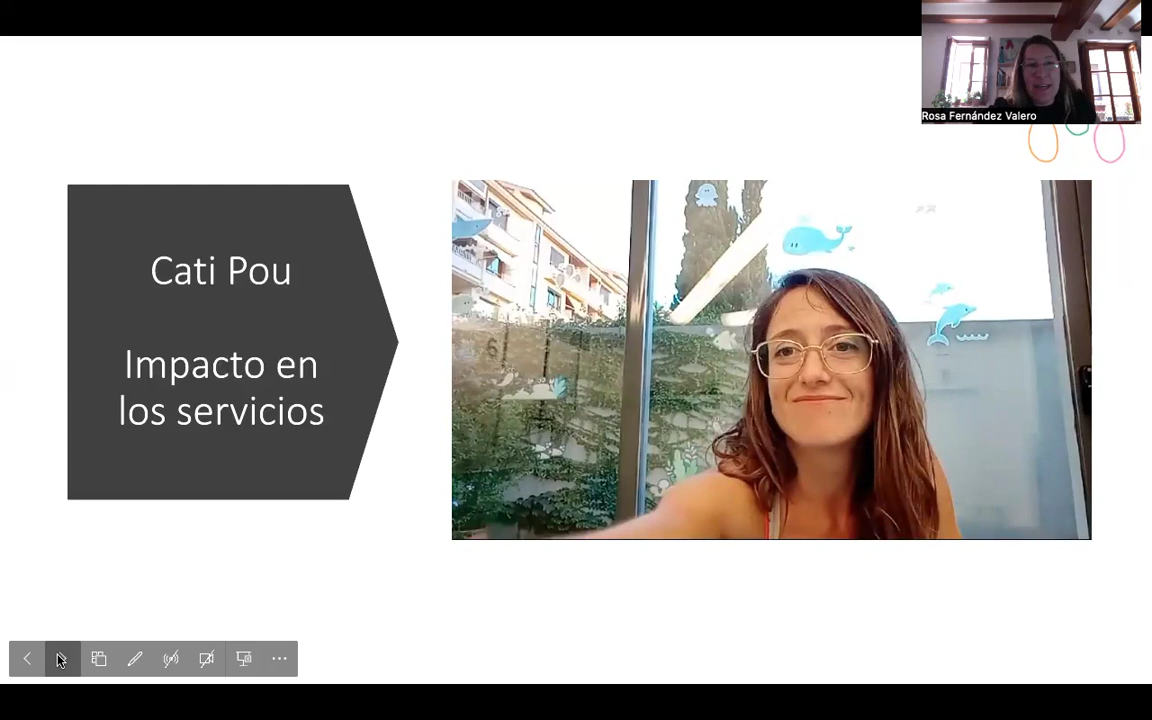 Rosa Fernández Valero
Cati Pou
Impacto en
los servicios